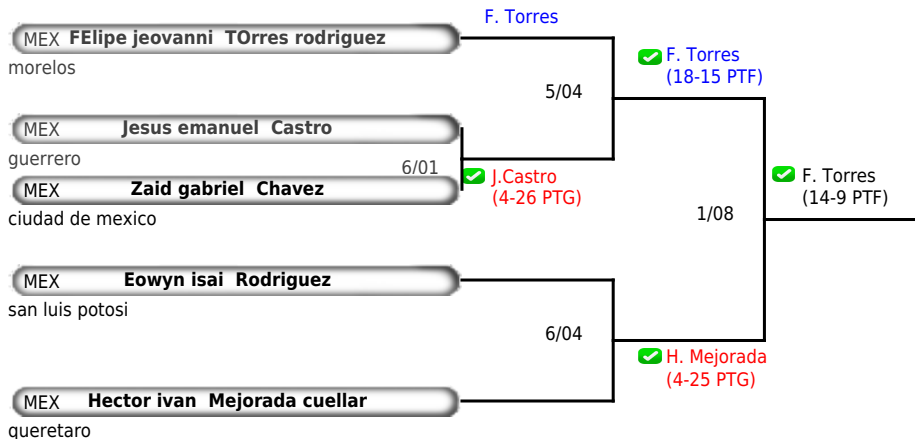 F. Torres
MEX FElipe jeovanni TOrres rodriguez
morelos
F. Torres
(18-15 PTF)
5/04
MEX Jesus emanuel Castro
guerrero
6/01
J.Castro
(4-26 PTG)
MEX Zaid gabriel Chavez
ciudad de mexico
F. Torres
(14-9 PTF)
1/08
MEX Eowyn isai Rodriguez
san luis potosi
6/04
H. Mejorada
(4-25 PTG)
MEX Hector ivan Mejorada cuellar
queretaro